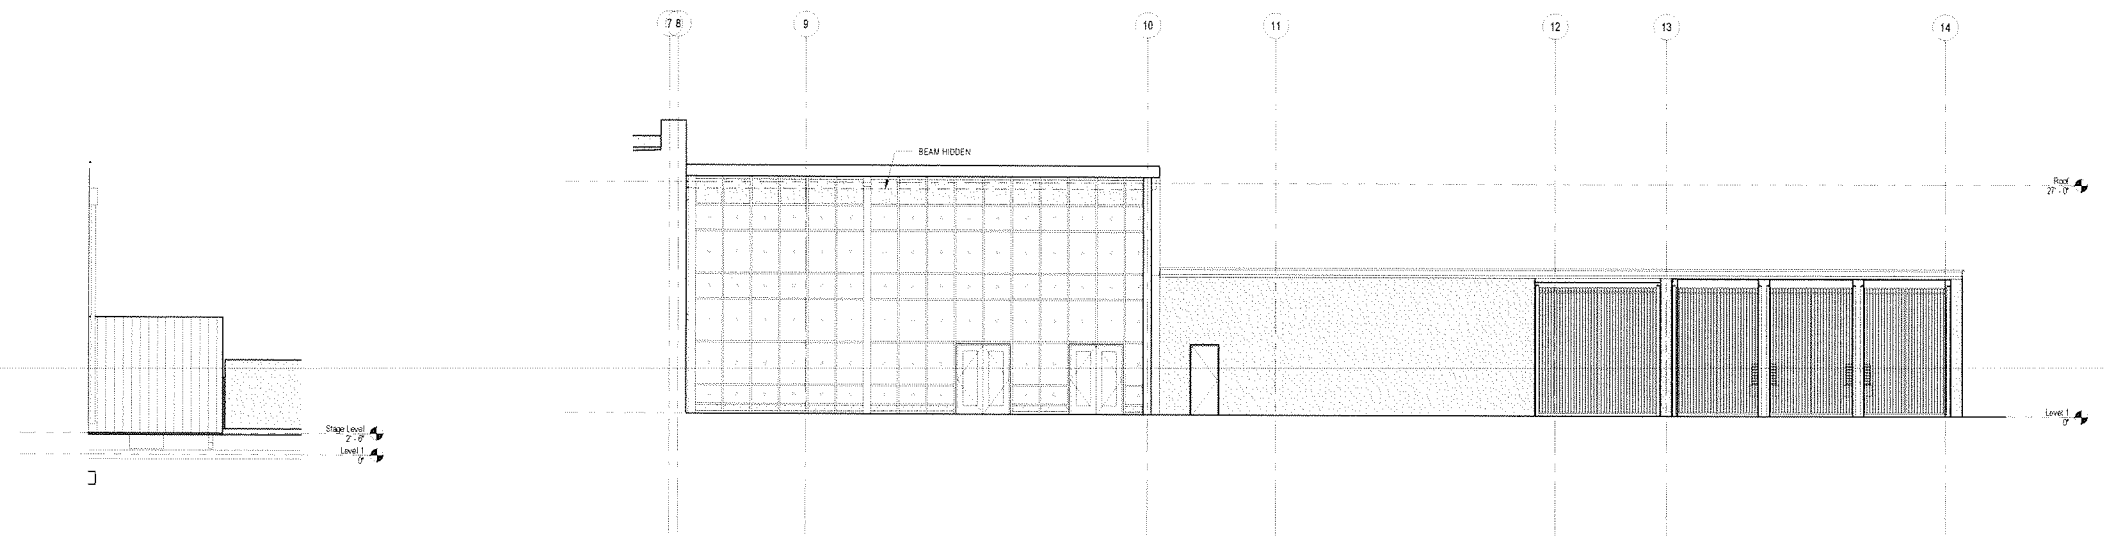 7 8 9 10 11 12 13 14
BEAM HIDDEN
Roof
27' - 0"
Stage Level
2' - 6"
Level 1
0"
Level 1
0"